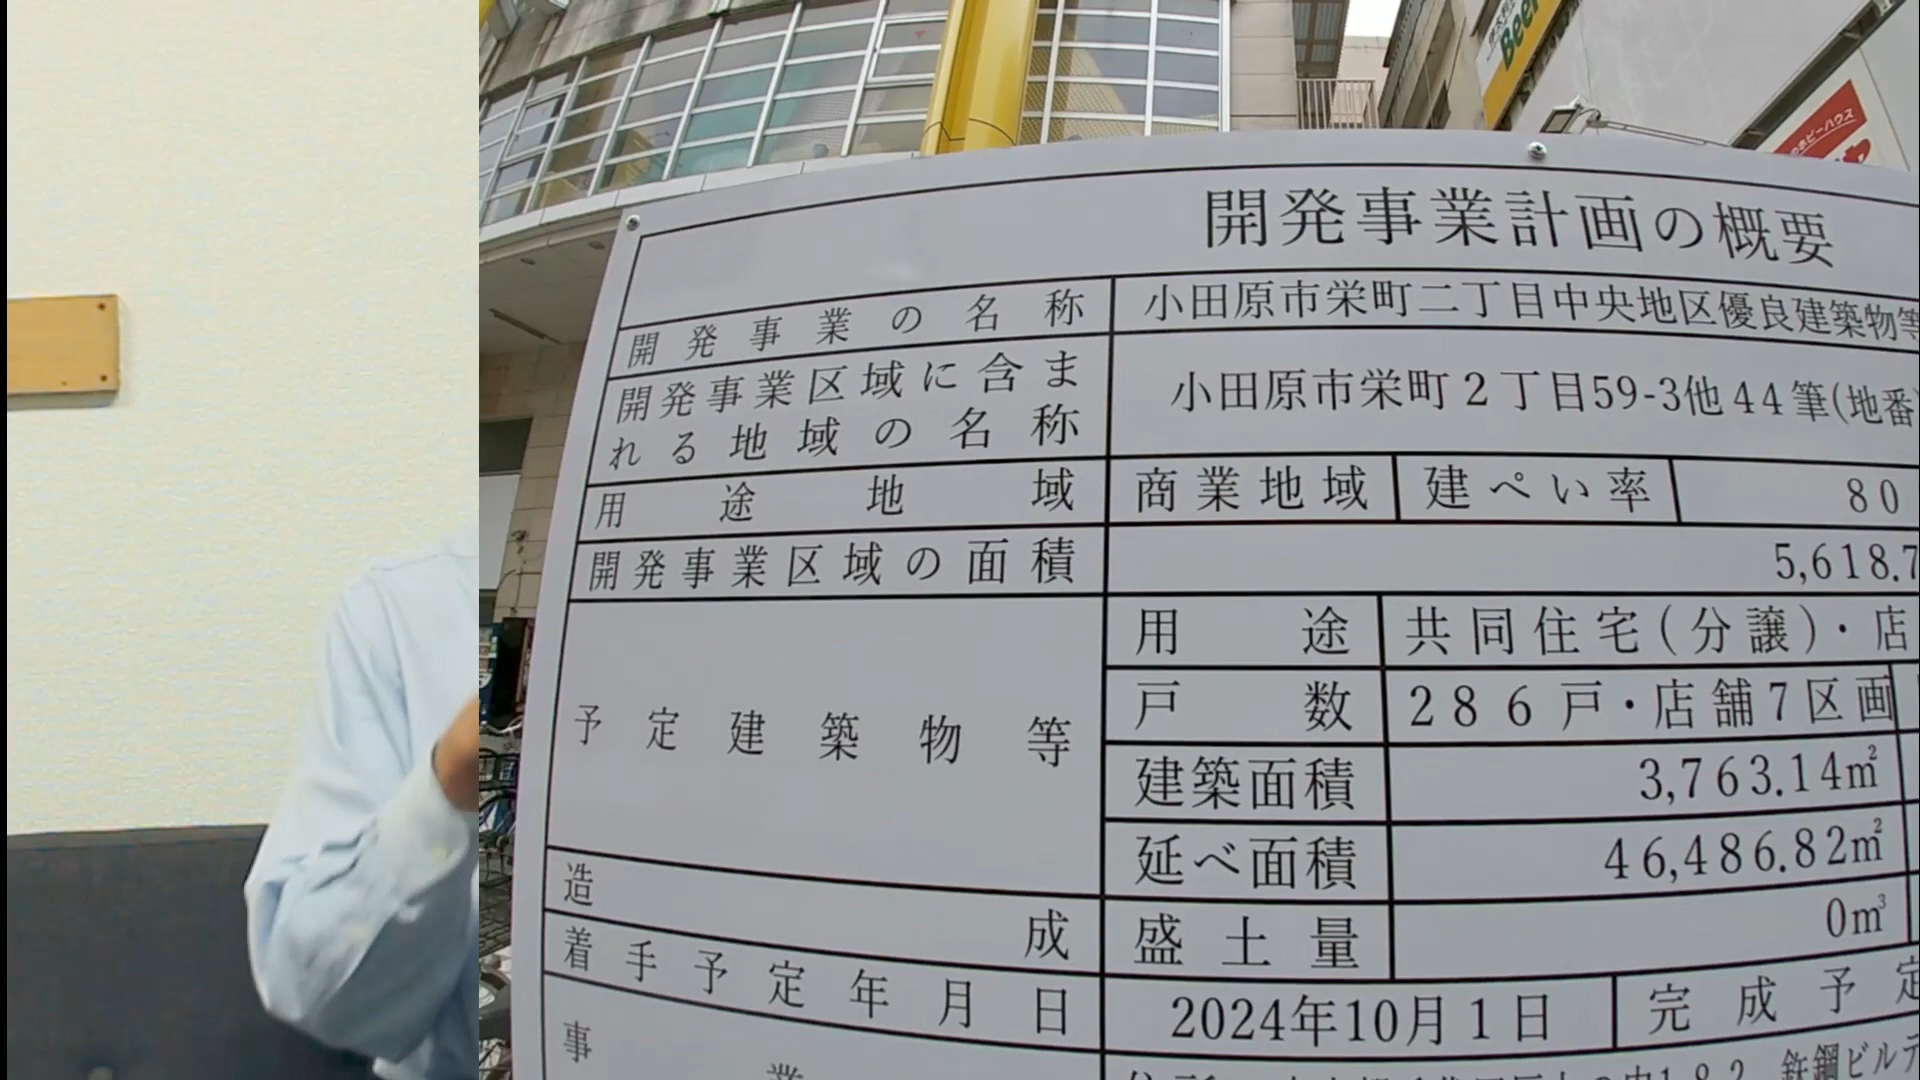 Beer
ホビーハウス
開発事業計画の概要
開発事業の名称 小田原市栄町二丁目中央地区優良建築物等
開発事業区域に含まれる地域の名称 小田原市栄町2丁目59-3他44筆(地番
用途地域 商業地域 建ぺい率 80
開発事業区域の面積 5,618.7
予定建築物等 用途 共同住宅(分譲)・店
戸数 286戸・店舗7区画
建築面積 3,763.14㎡
延べ面積 46,486.82㎡
造成 盛土量 0㎥
着手予定年月日 2024年10月1日 完成予定
事業